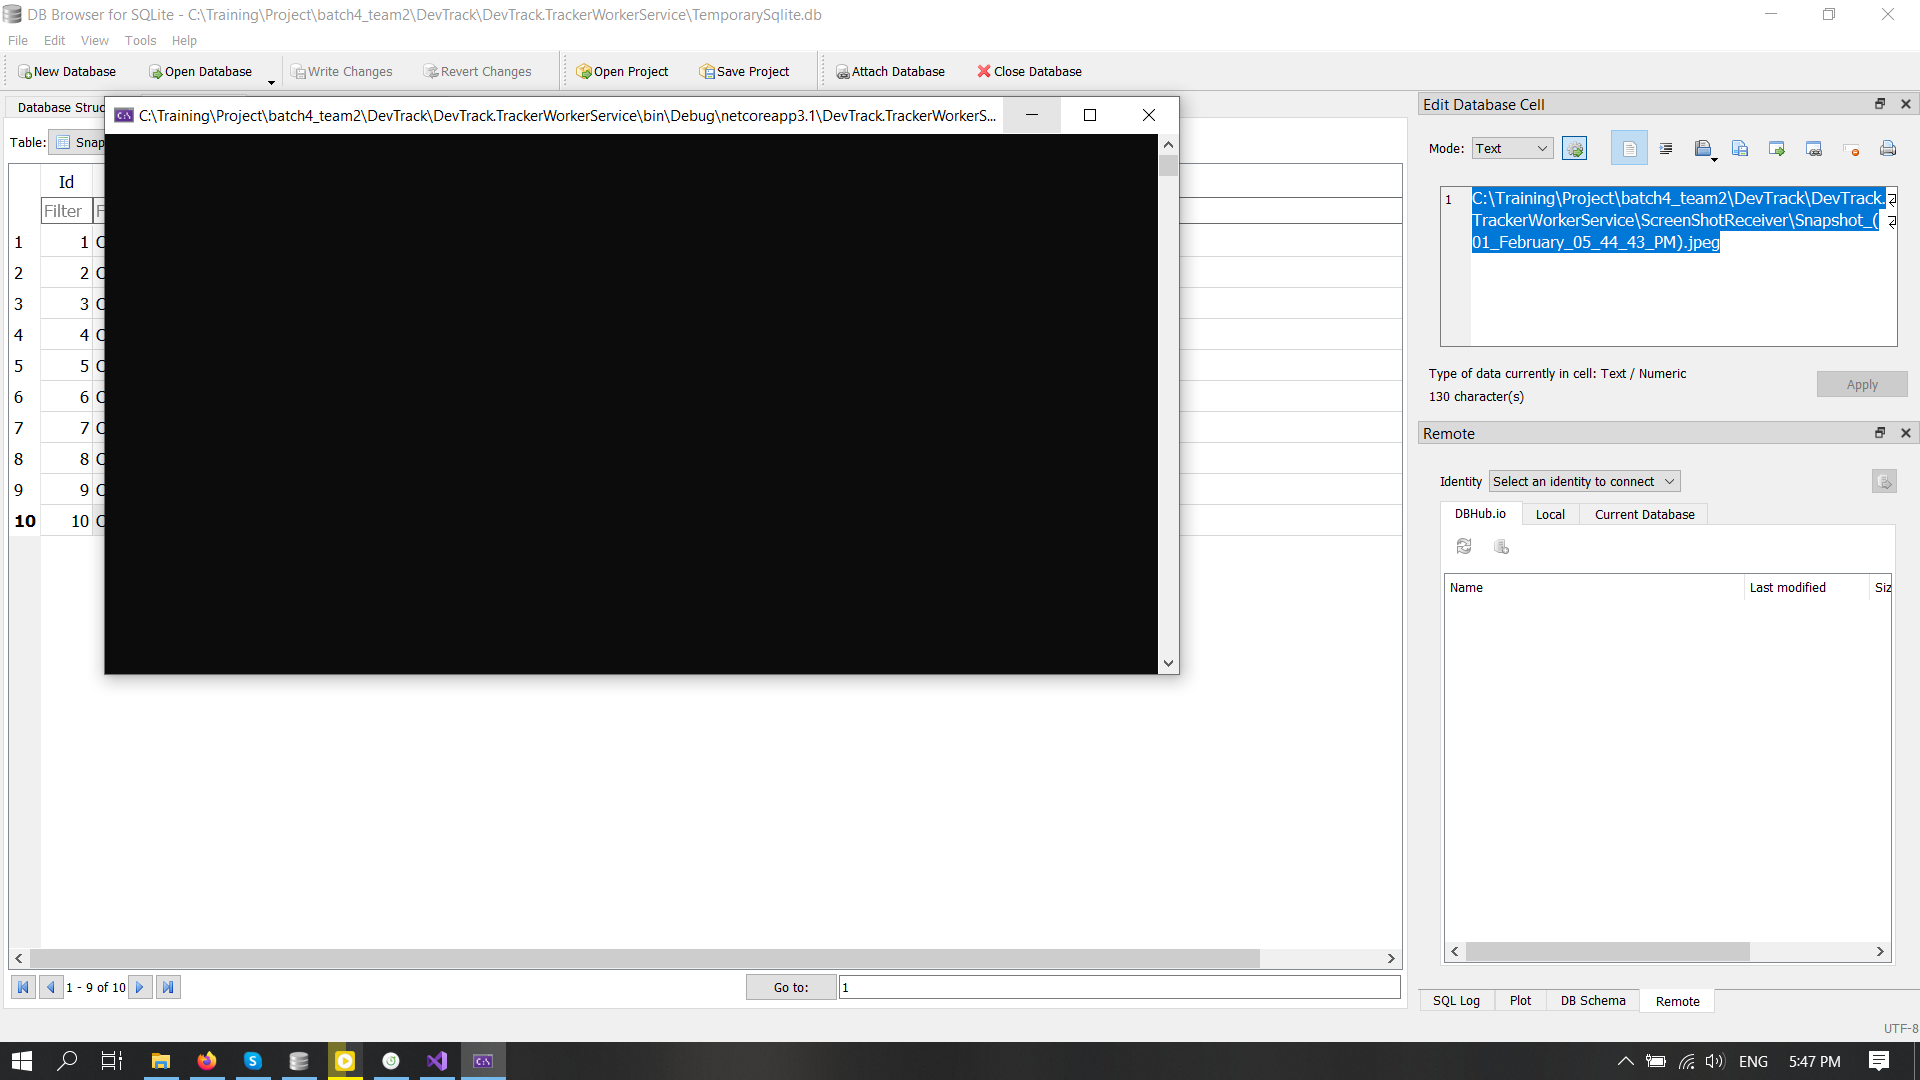 DB Browser for SQLite - C:\Training\Project\batch4_team2\DevTrack\DevTrack.TrackerWorkerService\TemporarySqlite.db
File Edit View Tools Help
New Database Open Database Write Changes Revert Changes Open Project Save Project Attach Database Close Database
Database Struc
C:\Training\Project\batch4_team2\DevTrack\DevTrack.TrackerWorkerService\bin\Debug\netcoreapp3.1\DevTrack.TrackerWorkerS...
Table: Snap
Id
Filter F
1 1 C
2 2 C
3 3 C
4 4 C
5 5 C
6 6 C
7 7 C
8 8 C
9 9 C
10 10 C
1 - 9 of 10
Go to: 1
Edit Database Cell
Mode: Text
1 C:\Training\Project\batch4_team2\DevTrack\DevTrack.
TrackerWorkerService\ScreenShotReceiver\Snapshot_(
01_February_05_44_43_PM).jpeg
Type of data currently in cell: Text / Numeric
130 character(s)
Apply
Remote
Identity Select an identity to connect
DBHub.io Local Current Database
Name Last modified Siz
SQL Log Plot DB Schema Remote
UTF-8
ENG 5:47 PM